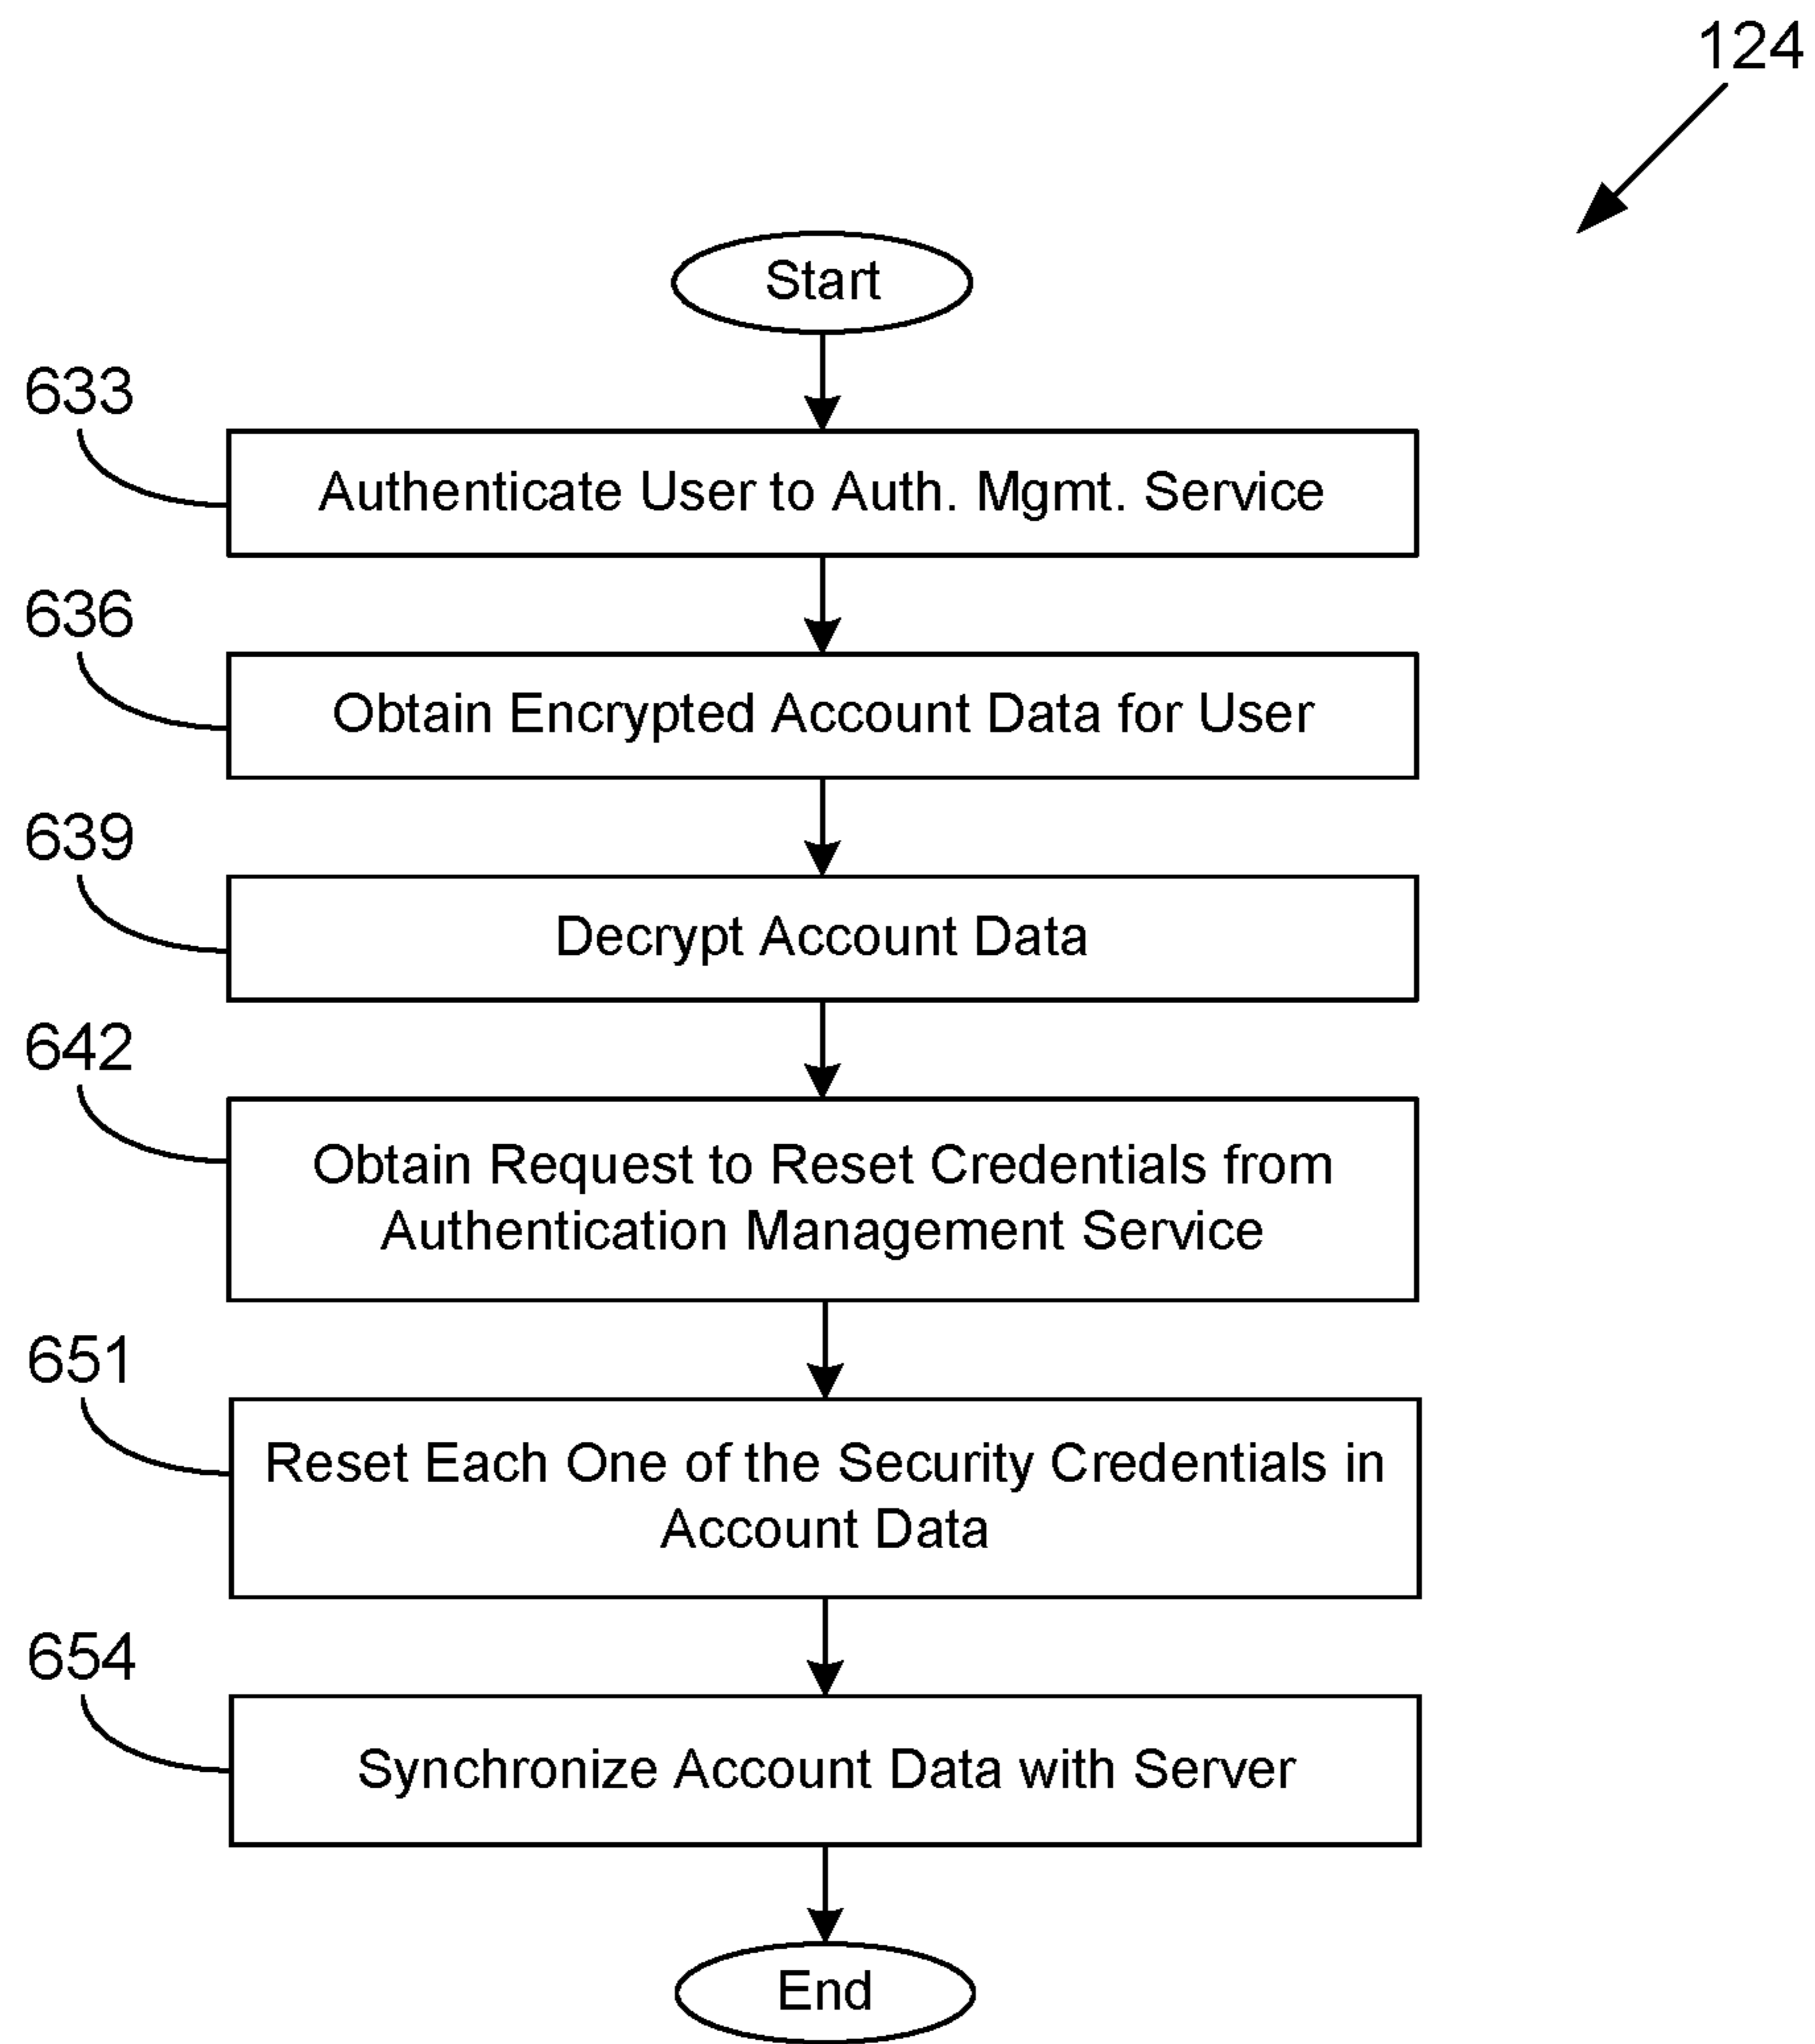 124
Start
633
Authenticate User to Auth. Mgmt. Service
636
Obtain Encrypted Account Data for User
639
Decrypt Account Data
642
Obtain Request to Reset Credentials from
Authentication Management Service
651
Reset Each One of the Security Credentials in
Account Data
654
Synchronize Account Data with Server
End